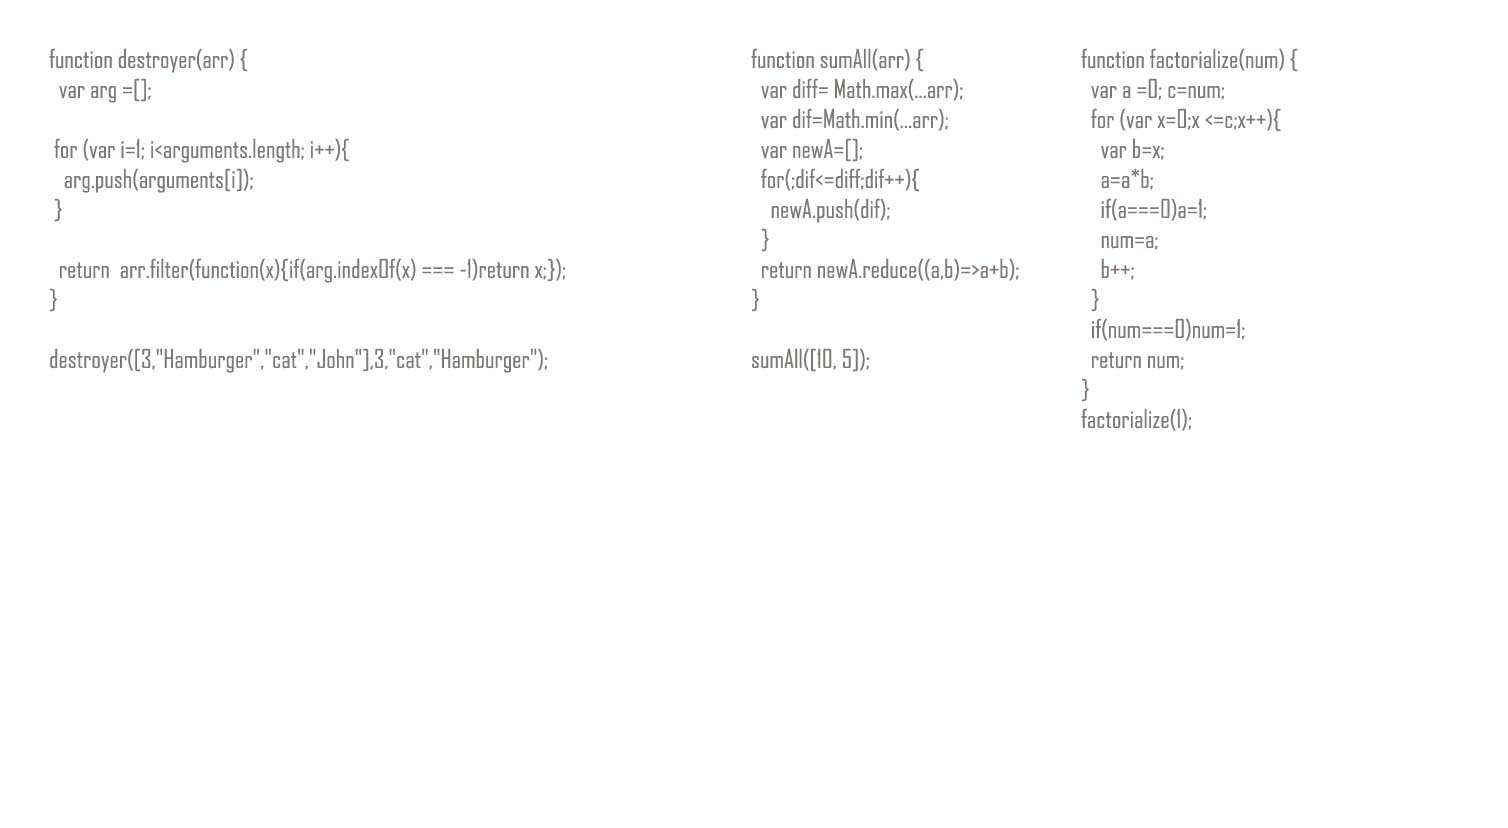 function destroyer(arr) {
var arg =[];
for (var i=1; i<arguments.length; i++){
arg.push(arguments[i]);
}
return  arr.filter(function(x){if(arg.indexOf(x) === -1)return x;});
}
destroyer([3,"Hamburger","cat","John"],3,"cat","Hamburger");
function sumAll(arr) {
var diff= Math.max(...arr);
var dif=Math.min(...arr);
var newA=[];
for(;dif<=diff;dif++){
newA.push(dif);
}
return newA.reduce((a,b)=>a+b);
}
sumAll([10, 5]);
function factorialize(num) {
var a =0; c=num;
for (var x=0;x <=c;x++){
var b=x;
a=a*b;
if(a===0)a=1;
num=a;
b++;
}
if(num===0)num=1;
return num;
}
factorialize(1);